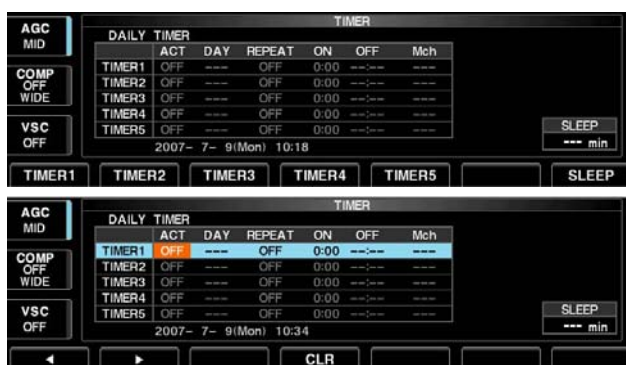 TIMER
AGC
MID
DAILY TIMER
ACT DAY REPEAT ON OFF Mch
TIMER1 OFF --- OFF 0:00 --:-- ---
COMP
OFF
WIDE
TIMER2 OFF --- OFF 0:00 --:-- ---
TIMER3 OFF --- OFF 0:00 --:-- ---
TIMER4 OFF --- OFF 0:00 --:-- ---
VSC
OFF
TIMER5 OFF --- OFF 0:00 --:-- ---
SLEEP
--- min
2007- 7- 9(Mon) 10:18
TIMER1 TIMER2 TIMER3 TIMER4 TIMER5 SLEEP
TIMER
AGC
MID
DAILY TIMER
ACT DAY REPEAT ON OFF Mch
TIMER1 OFF --- OFF 0:00 --:-- ---
COMP
OFF
WIDE
TIMER2 OFF --- OFF 0:00 --:-- ---
TIMER3 OFF --- OFF 0:00 --:-- ---
TIMER4 OFF --- OFF 0:00 --:-- ---
VSC
OFF
TIMER5 OFF --- OFF 0:00 --:-- ---
SLEEP
--- min
2007- 7- 9(Mon) 10:34
◄ ► CLR